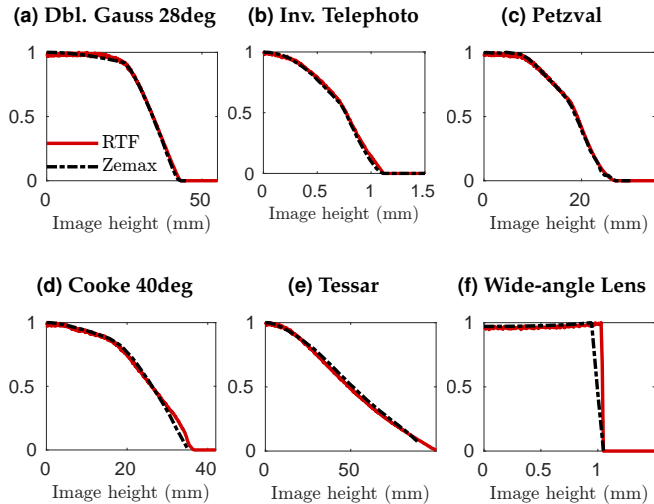 (a) Dbl. Gauss 28deg
1
0.5
0
0 50
Image height (mm)
RTF
Zemax
(b) Inv. Telephoto
1
0.5
0
0 0.5 1 1.5
Image height (mm)
(c) Petzval
1
0.5
0
0 20
Image height (mm)
(d) Cooke 40deg
1
0.5
0
0 20 40
Image height (mm)
(e) Tessar
1
0.5
0
0 50
Image height (mm)
(f) Wide-angle Lens
1
0.5
0
0 1
Image height (mm)